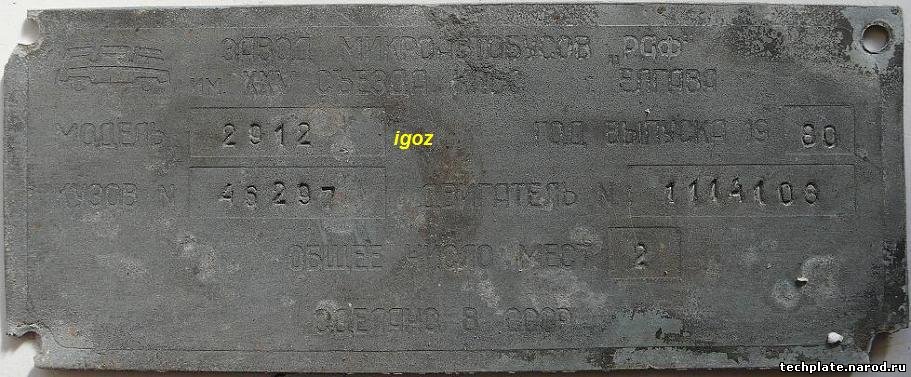 ЗАВОД МИКРОАВТОБУСОВ „РАФ"
им. XXV СЪЕЗДА КПСС г. ЕЛГАВА
МОДЕЛЬ 2912 igoz ГОД ВЫПУСКА 19 80
КУЗОВ N 46297 ДВИГАТЕЛЬ N 1114106
ОБЩЕЕ ЧИСЛО МЕСТ 2
СДЕЛАНО В СССР
techplate.narod.ru